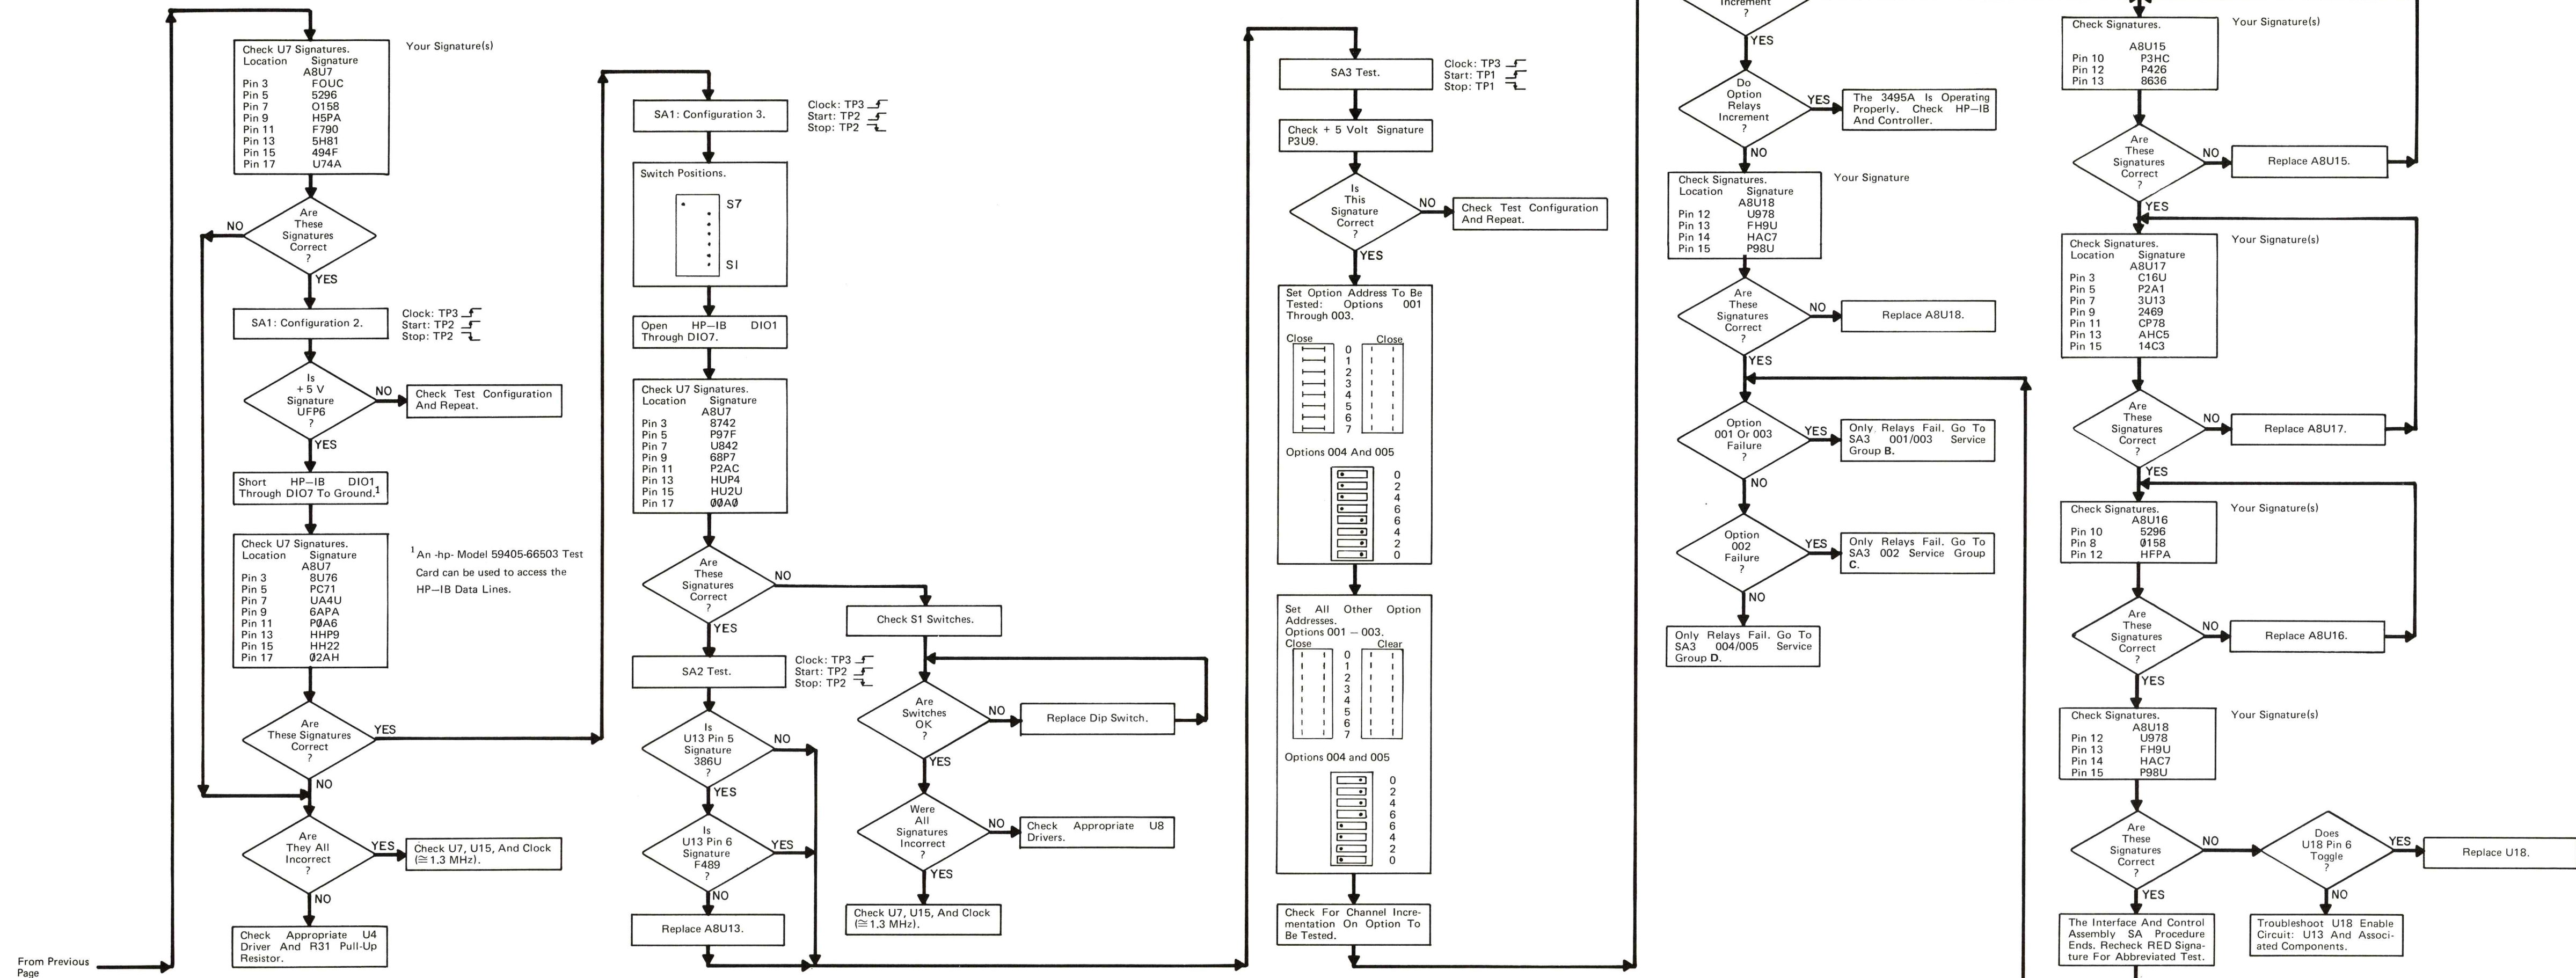 Check U7 Signatures.
Location Signature
A8U7
Pin 3 FOUC
Pin 5 5296
Pin 7 O158
Pin 9 H5PA
Pin 11 F790
Pin 13 5H81
Pin 15 494F
Pin 17 U74A
Your Signature(s)
Are
These
Signatures
Correct
?
NO
YES
SA1: Configuration 2.
Clock: TP3
Start: TP2
Stop: TP2
Is
+5 V
Signature
UFP6
?
NO
Check Test Configuration
And Repeat.
YES
Short HP–IB DIO1
Through DIO7 To Ground.1
Check U7 Signatures.
Location Signature
A8U7
Pin 3 8U76
Pin 5 PC71
Pin 7 UA4U
Pin 9 6APA
Pin 11 P0A6
Pin 13 HHP9
Pin 15 HH22
Pin 17 02AH
1 An -hp- Model 59405-66503 Test
Card can be used to access the
HP–IB Data Lines.
Are
These Signatures
Correct
?
YES
NO
Are
They All
Incorrect
?
YES
Check U7, U15, And Clock
(≅1.3 MHz).
NO
Check Appropriate U4
Driver And R31 Pull-Up
Resistor.
From Previous
Page
SA1: Configuration 3.
Clock: TP3
Start: TP2
Stop: TP2
Switch Positions.
S7
SI
Open HP–IB DIO1
Through DIO7.
Check U7 Signatures.
Location Signature
A8U7
Pin 3 8742
Pin 5 P97F
Pin 7 U842
Pin 9 68P7
Pin 11 P2AC
Pin 13 HUP4
Pin 15 HU2U
Pin 17 00A0
Are
These
Signatures
Correct
?
NO
YES
SA2 Test.
Clock: TP3
Start: TP2
Stop: TP2
Is
U13 Pin 5
Signature
386U
?
NO
YES
Is
U13 Pin 6
Signature
F489
?
YES
NO
Replace A8U13.
Check S1 Switches.
Are
Switches
OK
?
NO
Replace Dip Switch.
YES
Were
All
Signatures
Incorrect
?
NO
Check Appropriate U8
Drivers.
YES
Check U7, U15, And Clock
(≅1.3 MHz).
SA3 Test.
Clock: TP3
Start: TP1
Stop: TP1
Check + 5 Volt Signature
P3U9.
Is
This
Signature
Correct
?
NO
Check Test Configuration
And Repeat.
YES
Set Option Address To Be
Tested: Options 001
Through 003.
Close Close
0
1
2
3
4
5
6
7
Options 004 And 005
0
2
4
6
6
4
2
0
Set All Other Option
Addresses.
Options 001 – 003.
Close Clear
0
1
2
3
4
5
6
7
Options 004 and 005
0
2
4
6
6
4
2
0
Check For Channel Incre-
mentation On Option To
Be Tested.
Increment
?
YES
Do
Option
Relays
Increment
?
YES
The 3495A Is Operating
Properly. Check HP–IB
And Controller.
NO
Check Signatures.
Location Signature
A8U18
Pin 12 U978
Pin 13 FH9U
Pin 14 HAC7
Pin 15 P98U
Your Signature
Are
These
Signatures
Correct
?
NO
Replace A8U18.
YES
Option
001 Or 003
Failure
?
YES
Only Relays Fail. Go To
SA3 001/003 Service
Group B.
NO
Option
002
Failure
?
YES
Only Relays Fail. Go To
SA3 002 Service Group
C.
NO
Only Relays Fail. Go To
SA3 004/005 Service
Group D.
Check Signatures.
A8U15
Pin 10 P3HC
Pin 12 P426
Pin 13 8636
Your Signature(s)
Are
These
Signatures
Correct
?
NO
Replace A8U15.
YES
Check Signatures.
Location Signature
A8U17
Pin 3 C16U
Pin 5 P2A1
Pin 7 3U13
Pin 9 2469
Pin 11 CP78
Pin 13 AHC5
Pin 15 14C3
Your Signature(s)
Are
These
Signatures
Correct
?
NO
Replace A8U17.
YES
Check Signatures.
A8U16
Pin 10 5296
Pin 8 0158
Pin 12 HFPA
Your Signature(s)
Are
These
Signatures
Correct
?
NO
Replace A8U16.
YES
Check Signatures.
A8U18
Pin 12 U978
Pin 13 FH9U
Pin 14 HAC7
Pin 15 P98U
Your Signature(s)
Are
These
Signatures
Correct
?
NO
Does
U18 Pin 6
Toggle
?
YES
Replace U18.
YES
NO
The Interface And Control
Assembly SA Procedure
Ends. Recheck RED Signa-
ture For Abbreviated Test.
Troubleshoot U18 Enable
Circuit: U13 And Associ-
ated Components.